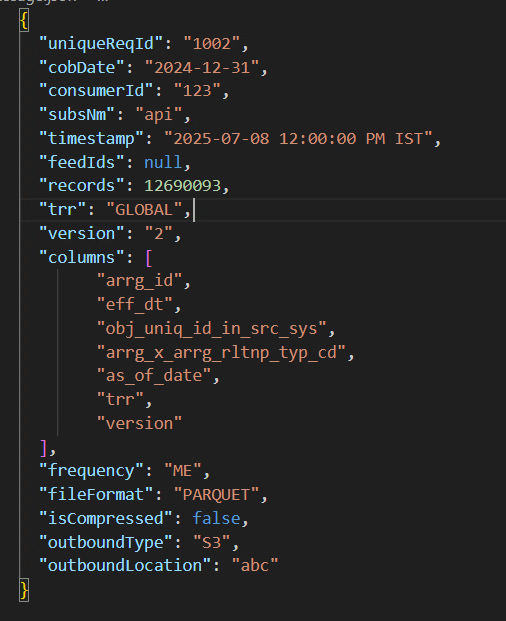 {
"uniqueReqId": "1002",
"cobDate": "2024-12-31",
"consumerId": "123",
"subsNm": "api",
"timestamp": "2025-07-08 12:00:00 PM IST",
"feedIds": null,
"records": 12690093,
"trr": "GLOBAL",
"version": "2",
"columns": [
"arrg_id",
"eff_dt",
"obj_uniq_id_in_src_sys",
"arrg_x_arrg_rltnp_typ_cd",
"as_of_date",
"trr",
"version"
],
"frequency": "ME",
"fileFormat": "PARQUET",
"isCompressed": false,
"outboundType": "S3",
"outboundLocation": "abc"
}